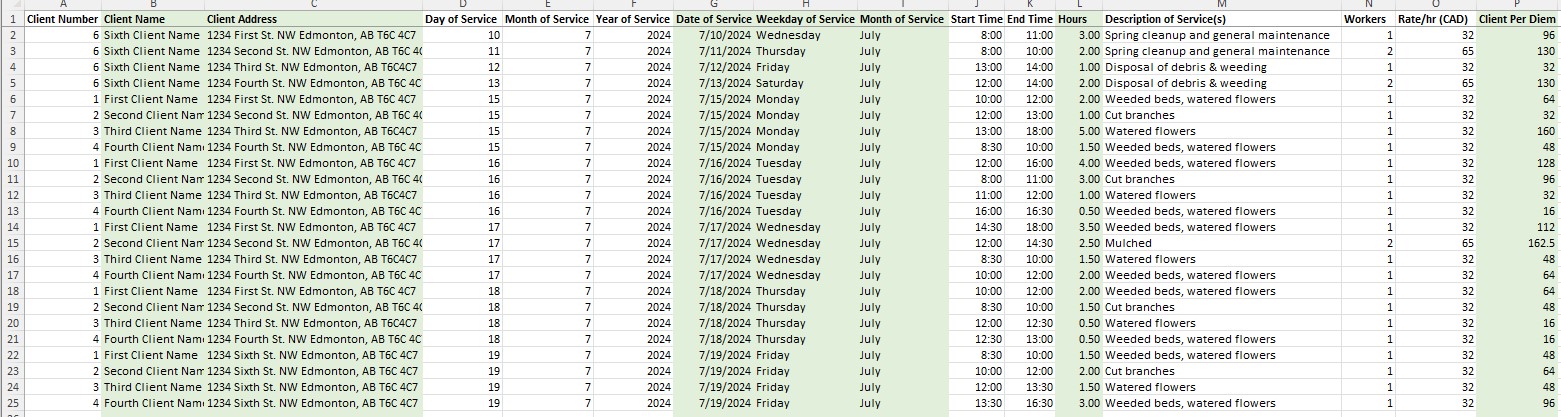 A B C D E F G H I J K L M N O P
1 Client Number Client Name Client Address Day of Service Month of Service Year of Service Date of Service Weekday of Service Month of Service Start Time End Time Hours Description of Service(s) Workers Rate/hr (CAD) Client Per Diem
2 6 Sixth Client Name 1234 First St. NW Edmonton, AB T6C 4C7 10 7 2024 7/10/2024 Wednesday July 8:00 11:00 3.00 Spring cleanup and general maintenance 1 32 96
3 6 Sixth Client Name 1234 Second St. NW Edmonton, AB T6C 4C 11 7 2024 7/11/2024 Thursday July 8:00 10:00 2.00 Spring cleanup and general maintenance 2 65 130
4 6 Sixth Client Name 1234 Third St. NW Edmonton, AB T6C4C7 12 7 2024 7/12/2024 Friday July 13:00 14:00 1.00 Disposal of debris & weeding 1 32 32
5 6 Sixth Client Name 1234 Fourth St. NW Edmonton, AB T6C 4C 13 7 2024 7/13/2024 Saturday July 12:00 14:00 2.00 Disposal of debris & weeding 2 65 130
6 1 First Client Name 1234 First St. NW Edmonton, AB T6C 4C7 15 7 2024 7/15/2024 Monday July 10:00 12:00 2.00 Weeded beds, watered flowers 1 32 64
7 2 Second Client Nam 1234 Second St. NW Edmonton, AB T6C 4C 15 7 2024 7/15/2024 Monday July 12:00 13:00 1.00 Cut branches 1 32 32
8 3 Third Client Name 1234 Third St. NW Edmonton, AB T6C4C7 15 7 2024 7/15/2024 Monday July 13:00 18:00 5.00 Watered flowers 1 32 160
9 4 Fourth Client Nam 1234 Fourth St. NW Edmonton, AB T6C 4C 15 7 2024 7/15/2024 Monday July 8:30 10:00 1.50 Weeded beds, watered flowers 1 32 48
10 1 First Client Name 1234 First St. NW Edmonton, AB T6C 4C7 16 7 2024 7/16/2024 Tuesday July 12:00 16:00 4.00 Weeded beds, watered flowers 1 32 128
11 2 Second Client Nam 1234 Second St. NW Edmonton, AB T6C 4C 16 7 2024 7/16/2024 Tuesday July 8:00 11:00 3.00 Cut branches 1 32 96
12 3 Third Client Name 1234 Third St. NW Edmonton, AB T6C4C7 16 7 2024 7/16/2024 Tuesday July 11:00 12:00 1.00 Watered flowers 1 32 32
13 4 Fourth Client Nam 1234 Fourth St. NW Edmonton, AB T6C 4C 16 7 2024 7/16/2024 Tuesday July 16:00 16:30 0.50 Weeded beds, watered flowers 1 32 16
14 1 First Client Name 1234 First St. NW Edmonton, AB T6C 4C7 17 7 2024 7/17/2024 Wednesday July 14:30 18:00 3.50 Weeded beds, watered flowers 1 32 112
15 2 Second Client Nam 1234 Second St. NW Edmonton, AB T6C 4C 17 7 2024 7/17/2024 Wednesday July 12:00 14:30 2.50 Mulched 2 65 162.5
16 3 Third Client Name 1234 Third St. NW Edmonton, AB T6C4C7 17 7 2024 7/17/2024 Wednesday July 8:30 10:00 1.50 Watered flowers 1 32 48
17 4 Fourth Client Nam 1234 Fourth St. NW Edmonton, AB T6C 4C 17 7 2024 7/17/2024 Wednesday July 10:00 12:00 2.00 Weeded beds, watered flowers 1 32 64
18 1 First Client Name 1234 First St. NW Edmonton, AB T6C 4C7 18 7 2024 7/18/2024 Thursday July 10:00 12:00 2.00 Weeded beds, watered flowers 1 32 64
19 2 Second Client Nam 1234 Second St. NW Edmonton, AB T6C 4C 18 7 2024 7/18/2024 Thursday July 8:30 10:00 1.50 Cut branches 1 32 48
20 3 Third Client Name 1234 Third St. NW Edmonton, AB T6C4C7 18 7 2024 7/18/2024 Thursday July 12:00 12:30 0.50 Watered flowers 1 32 16
21 4 Fourth Client Nam 1234 Fourth St. NW Edmonton, AB T6C 4C 18 7 2024 7/18/2024 Thursday July 12:30 13:00 0.50 Weeded beds, watered flowers 1 32 16
22 1 First Client Name 1234 Sixth St. NW Edmonton, AB T6C 4C7 19 7 2024 7/19/2024 Friday July 8:30 10:00 1.50 Weeded beds, watered flowers 1 32 48
23 2 Second Client Nam 1234 Sixth St. NW Edmonton, AB T6C 4C7 19 7 2024 7/19/2024 Friday July 10:00 12:00 2.00 Cut branches 1 32 64
24 3 Third Client Name 1234 Sixth St. NW Edmonton, AB T6C 4C7 19 7 2024 7/19/2024 Friday July 12:00 13:30 1.50 Watered flowers 1 32 48
25 4 Fourth Client Nam 1234 Sixth St. NW Edmonton, AB T6C 4C7 19 7 2024 7/19/2024 Friday July 13:30 16:30 3.00 Weeded beds, watered flowers 1 32 96